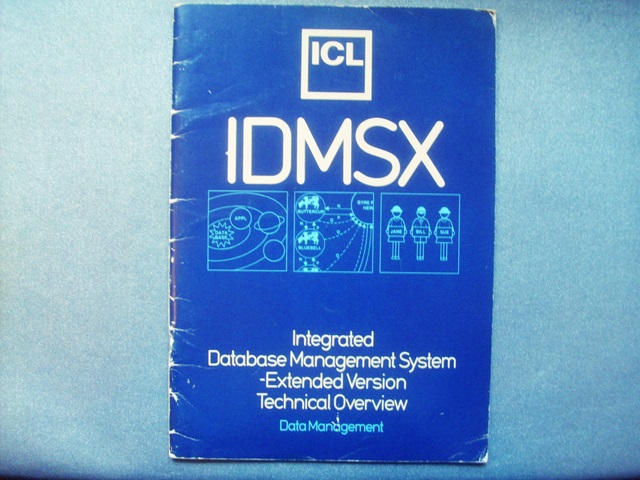 ICL
IDMSX
DATA
BASE
APPL
BUTTERCUP
BLUEBELL
BYRE
JANE
BILL
SUE
Integrated
Database Management System
-Extended Version
Technical Overview
Data Management